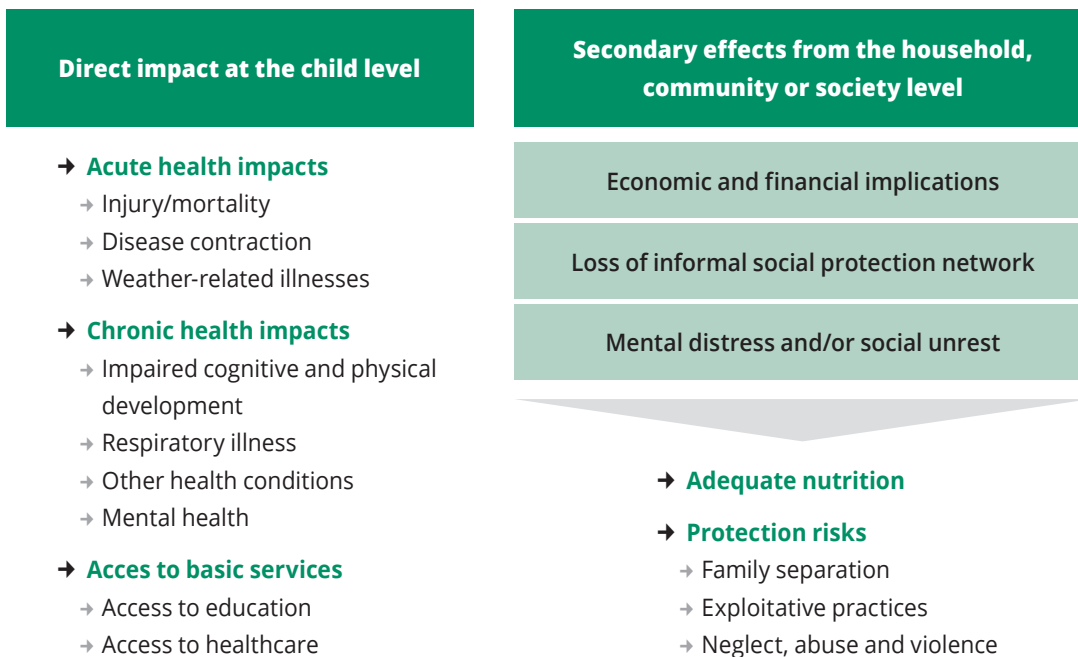 Direct impact at the child level
→ Acute health impacts
→ Injury/mortality
→ Disease contraction
→ Weather-related illnesses
→ Chronic health impacts
→ Impaired cognitive and physical
development
→ Respiratory illness
→ Other health conditions
→ Mental health
→ Acces to basic services
→ Access to education
→ Access to healthcare
Secondary effects from the household,
community or society level
Economic and financial implications
Loss of informal social protection network
Mental distress and/or social unrest
→ Adequate nutrition
→ Protection risks
→ Family separation
→ Exploitative practices
→ Neglect, abuse and violence